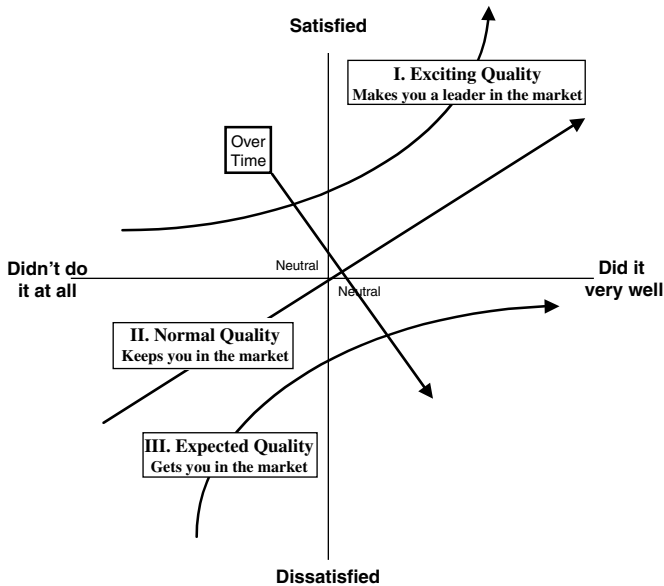 Satisfied
I. Exciting Quality
Makes you a leader in the market
Over
Time
Didn't do
it at all
Neutral
Neutral
Did it
very well
II. Normal Quality
Keeps you in the market
III. Expected Quality
Gets you in the market
Dissatisfied